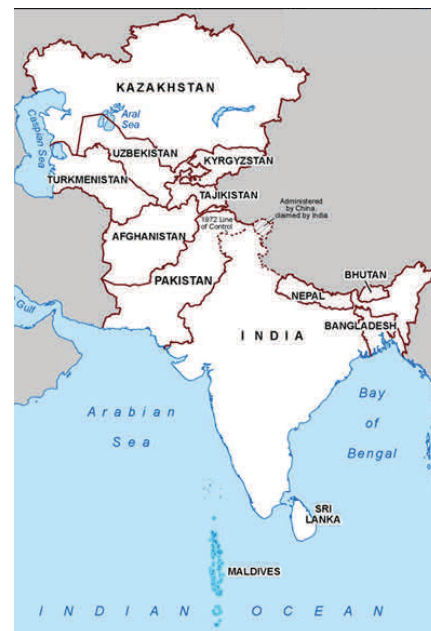 KAZAKHSTAN
Aral
Sea
Caspian Sea
UZBEKISTAN
KYRGYZSTAN
TURKMENISTAN
TAJIKISTAN
Administered
by China,
claimed by India
1972 Line
of Control
AFGHANISTAN
PAKISTAN
BHUTAN
NEPAL
Gulf
INDIA
BANGLADESH
Arabian
Sea
Bay
of
Bengal
SRI
LANKA
MALDIVES
INDIAN OCEAN